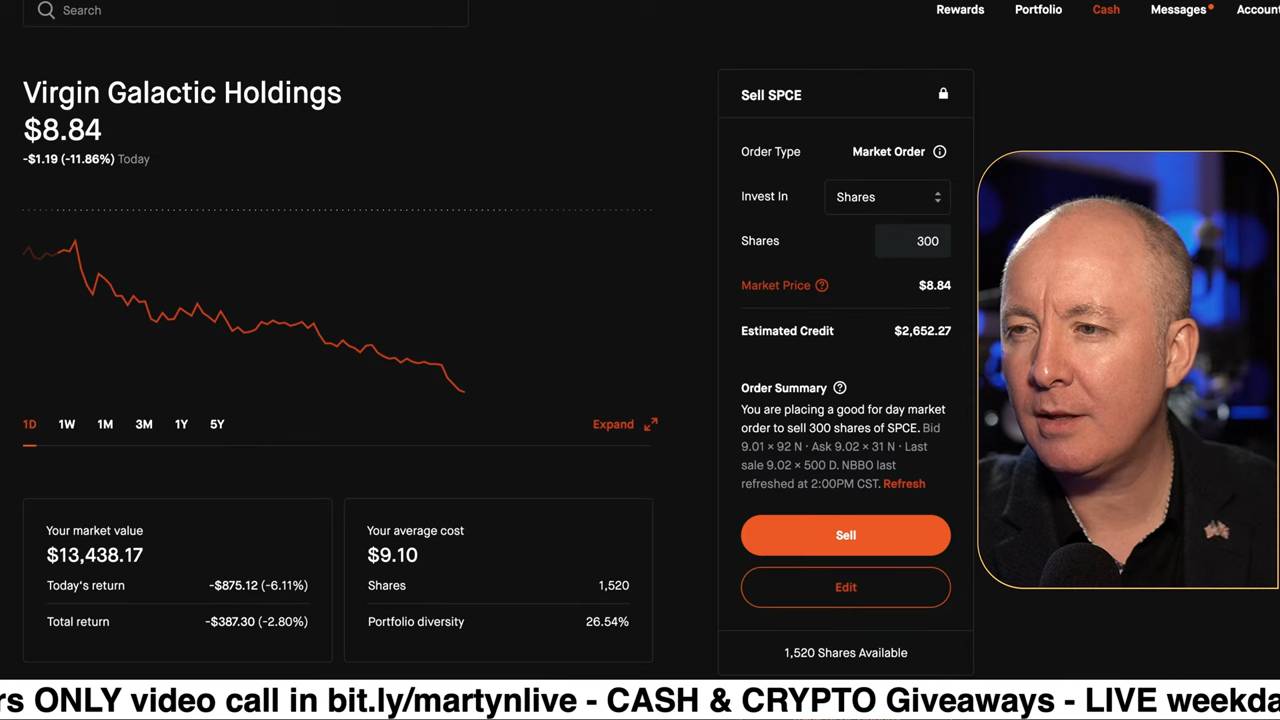 Search
Rewards Portfolio Cash Messages Account
Virgin Galactic Holdings
$8.84
-$1.19 (-11.86%) Today
1D 1W 1M 3M 1Y 5Y
Expand
Your market value
$13,438.17
Today's return -$875.12 (-6.11%)
Total return -$387.30 (-2.80%)
Your average cost
$9.10
Shares 1,520
Portfolio diversity 26.54%
Sell SPCE
Order Type Market Order
Invest In Shares
Shares 300
Market Price $8.84
Estimated Credit $2,652.27
Order Summary
You are placing a good for day market
order to sell 300 shares of SPCE. Bid
9.01 × 92 N · Ask 9.02 × 31 N · Last
sale 9.02 × 500 D. NBBO last
refreshed at 2:00PM CST. Refresh
Sell
Edit
1,520 Shares Available
rs ONLY video call in bit.ly/martynlive - CASH & CRYPTO Giveaways - LIVE weekda